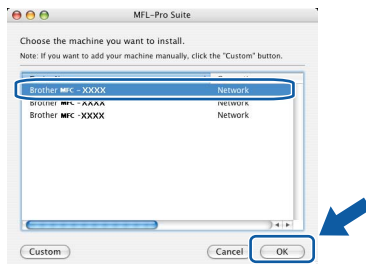 MFL-Pro Suite
Choose the machine you want to install.
Note: If you want to add your machine manually, click the "Custom" button.
Brother MFC - XXXX Network
Brother MFC - XXXX Network
Brother MFC -XXXX Network
Custom Cancel OK